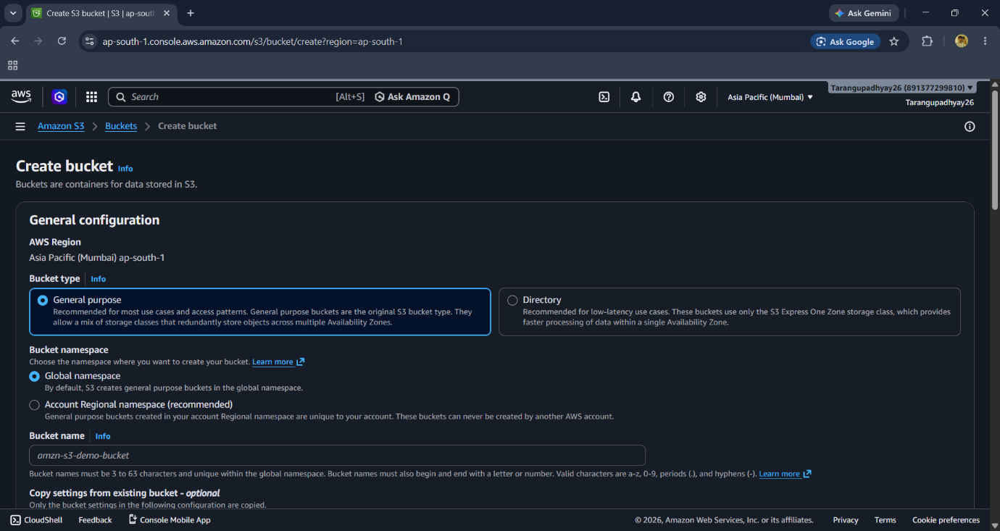 Create S3 bucket | S3 | ap-sout
Ask Gemini
ap-south-1.console.aws.amazon.com/s3/bucket/create?region=ap-south-1
Ask Google
aws
Search
[Alt+S]
Ask Amazon Q
Asia Pacific (Mumbai)
Tarangupadhyay26 (891377299810)
Tarangupadhyay26
Amazon S3
Buckets
Create bucket
Create bucket Info
Buckets are containers for data stored in S3.
General configuration
AWS Region
Asia Pacific (Mumbai) ap-south-1
Bucket type Info
General purpose
Recommended for most use cases and access patterns. General purpose buckets are the original S3 bucket type. They
allow a mix of storage classes that redundantly store objects across multiple Availability Zones.
Directory
Recommended for low-latency use cases. These buckets use only the S3 Express One Zone storage class, which provides
faster processing of data within a single Availability Zone.
Bucket namespace
Choose the namespace where you want to create your bucket. Learn more
Global namespace
By default, S3 creates general purpose buckets in the global namespace.
Account Regional namespace (recommended)
General purpose buckets created in your account Regional namespace are unique to your account. These buckets can never be created by another AWS account.
Bucket name Info
amzn-s3-demo-bucket
Bucket names must be 3 to 63 characters and unique within the global namespace. Bucket names must also begin and end with a letter or number. Valid characters are a-z, 0-9, periods (.), and hyphens (-). Learn more
Copy settings from existing bucket - optional
Only the bucket settings in the following configuration are copied.
CloudShell
Feedback
Console Mobile App
© 2026, Amazon Web Services, Inc. or its affiliates.
Privacy
Terms
Cookie preferences